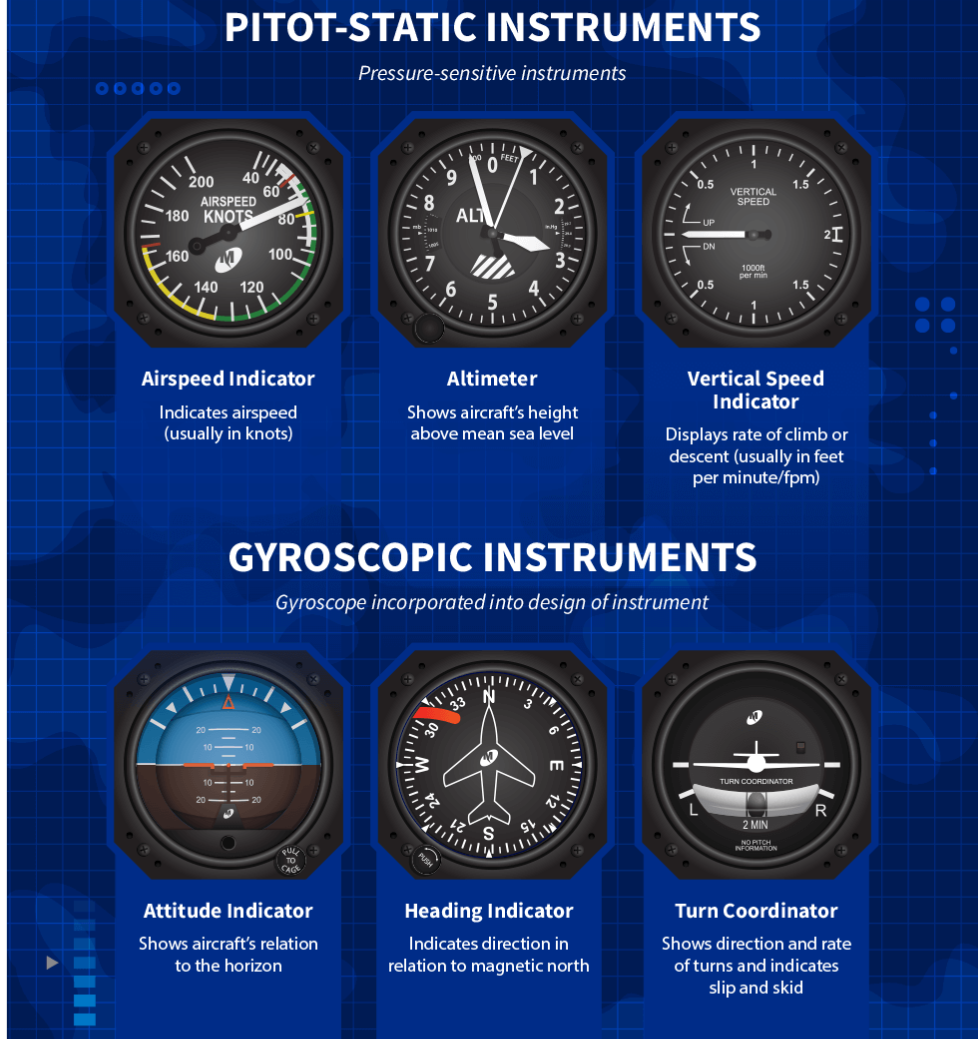 PITOT-STATIC INSTRUMENTS
Pressure-sensitive instruments
200
40
60
AIRSPEED
KNOTS
180
80
160
100
140
120
0
FEET
9
1
8
ALT
2
mb
in.Hg
7
3
6
4
5
1
0.5
1.5
VERTICAL
SPEED
UP
2
DN
1000ft
per min
0.5
1.5
1
Airspeed Indicator
Indicates airspeed
(usually in knots)
Altimeter
Shows aircraft’s height
above mean sea level
Vertical Speed
Indicator
Displays rate of climb or
descent (usually in feet
per minute/fpm)
GYROSCOPIC INSTRUMENTS
Gyroscope incorporated into design of instrument
20 20
10 10
10 10
20 20
PULL
TO
CAGE
N
33
3
30
6
W
E
24
12
21
15
S
PUSH
TURN COORDINATOR
L
R
2 MIN
NO PITCH
INFORMATION
Attitude Indicator
Shows aircraft’s relation
to the horizon
Heading Indicator
Indicates direction in
relation to magnetic north
Turn Coordinator
Shows direction and rate
of turns and indicates
slip and skid